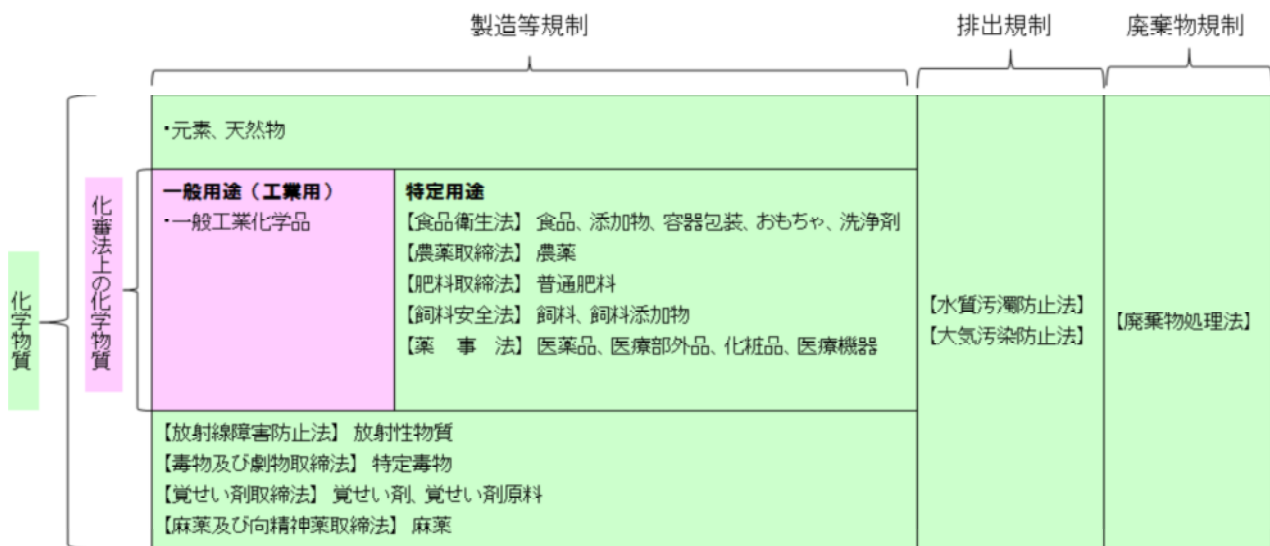 製造等規制
排出規制
廃棄物規制
化学物質
化審法上の化学物質
・元素、天然物
一般用途（工業用）
・一般工業化学品
特定用途
【食品衛生法】 食品、添加物、容器包装、おもちゃ、洗浄剤
【農薬取締法】 農薬
【肥料取締法】 普通肥料
【飼料安全法】 飼料、飼料添加物
【薬　事　法】 医薬品、医療部外品、化粧品、医療機器
【放射線障害防止法】 放射性物質
【毒物及び劇物取締法】 特定毒物
【覚せい剤取締法】 覚せい剤、覚せい剤原料
【麻薬及び向精神薬取締法】 麻薬
【水質汚濁防止法】
【大気汚染防止法】
【廃棄物処理法】